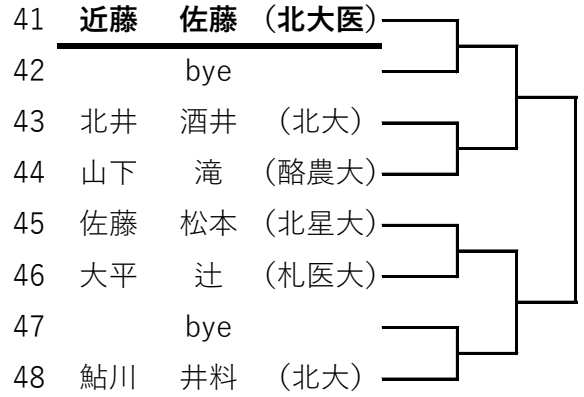 41 近藤 佐藤 (北大医)
42 bye
43 北井 酒井 (北大)
44 山下 滝 (酪農大)
45 佐藤 松本 (北星大)
46 大平 辻 (札医大)
47 bye
48 鮎川 井料 (北大)